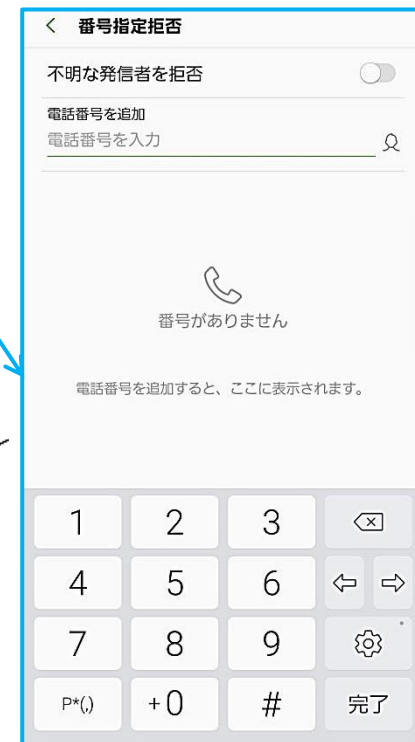 番号指定拒否
不明な発信者を拒否
電話番号を追加
電話番号を入力
番号がありません
電話番号を追加すると、ここに表示されます。
1 2 3
4 5 6
7 8 9
P*(,) +0 # 完了